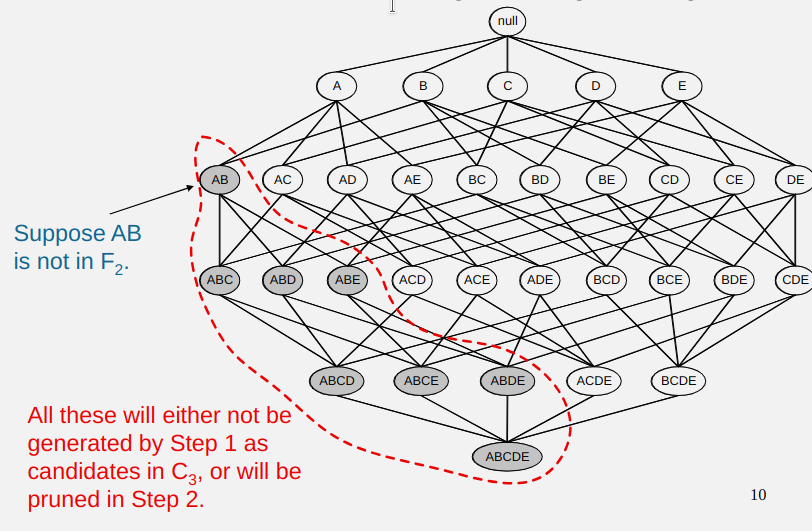 null
A B C D E
AB AC AD AE BC BD BE CD CE DE
Suppose AB
is not in F2.
ABC ABD ABE ACD ACE ADE BCD BCE BDE CDE
ABCD ABCE ABDE ACDE BCDE
All these will either not be
generated by Step 1 as
candidates in C3, or will be
pruned in Step 2.
ABCDE
10